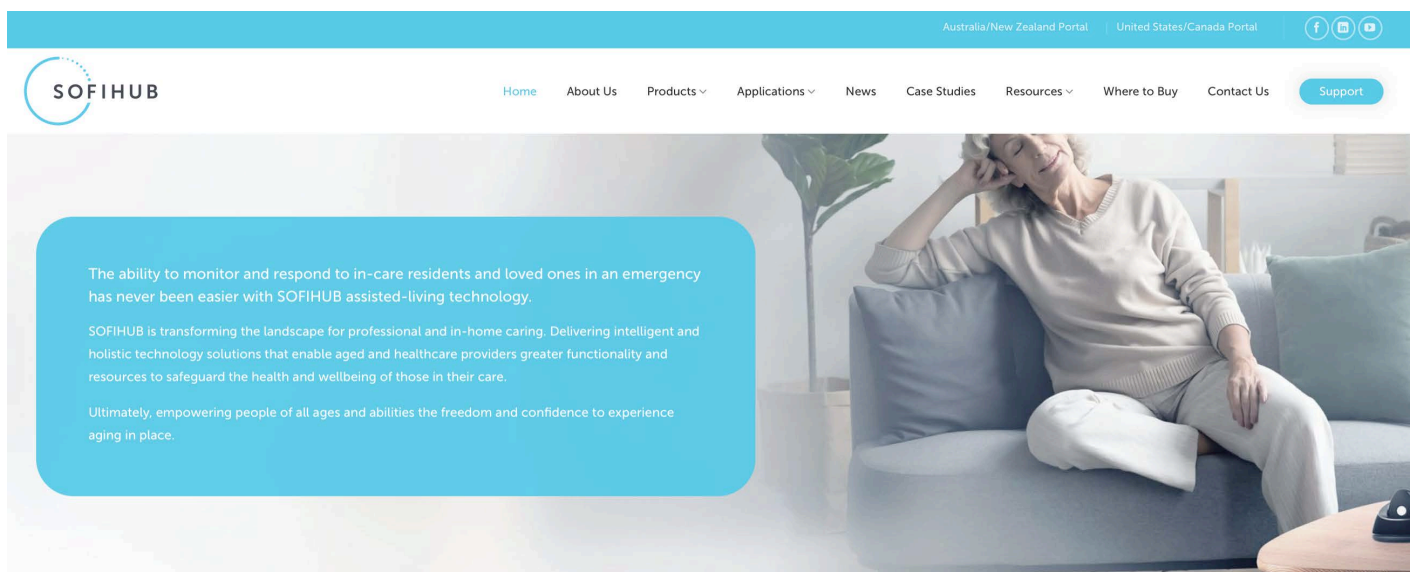 Australia/New Zealand Portal
United States/Canada Portal
SOFIHUB
Home
About Us
Products
Applications
News
Case Studies
Resources
Where to Buy
Contact Us
Support
The ability to monitor and respond to in-care residents and loved ones in an emergency
has never been easier with SOFIHUB assisted-living technology.
SOFIHUB is transforming the landscape for professional and in-home caring. Delivering intelligent and
holistic technology solutions that enable aged and healthcare providers greater functionality and
resources to safeguard the health and wellbeing of those in their care.
Ultimately, empowering people of all ages and abilities the freedom and confidence to experience
aging in place.